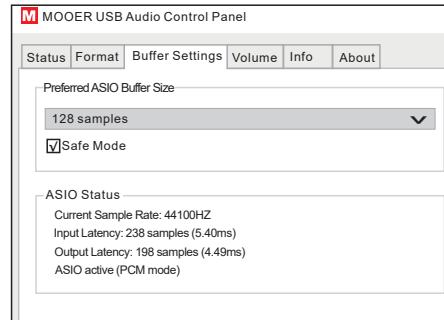 M MOOER USB Audio Control Panel
Status Format Buffer Settings Volume Info About
Preferred ASIO Buffer Size
128 samples
Safe Mode
ASIO Status
Current Sample Rate: 44100HZ
Input Latency: 238 samples (5.40ms)
Output Latency: 198 samples (4.49ms)
ASIO active (PCM mode)